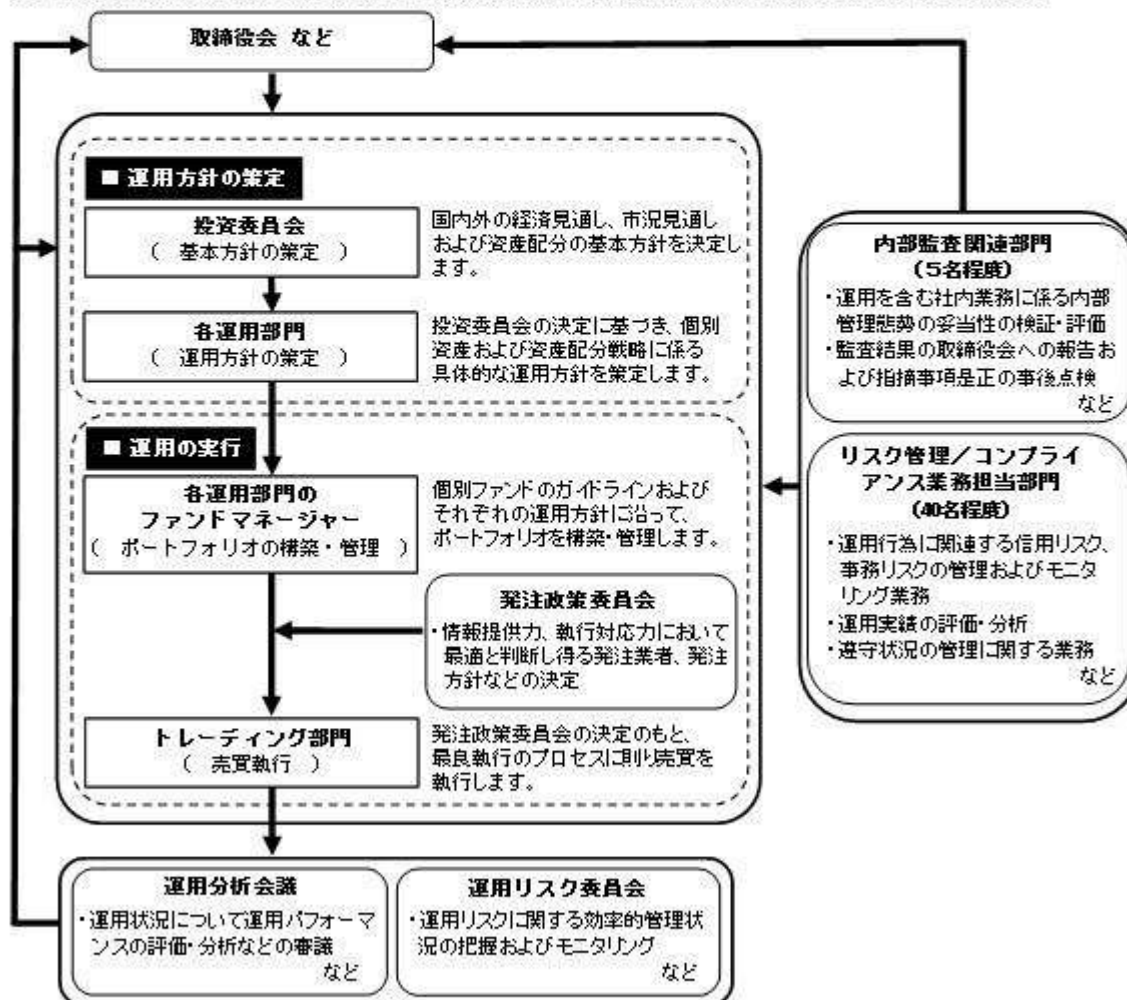 取締役会 など
■ 運用方針の策定
投資委員会
( 基本方針の策定 )
国内外の経済見通し、市況見通し
および資産配分の基本方針を決定し
ます。
各運用部門
( 運用方針の策定 )
投資委員会の決定に基づき、個別
資産および資産配分戦略に係る
具体的な運用方針を策定します。
■ 運用の実行
各運用部門の
ファンドマネージャー
( ポートフォリオの構築・管理 )
個別ファンドのガイドラインおよび
それぞれの運用方針に沿って、
ポートフォリオを構築・管理します。
発注政策委員会
・情報提供力、執行対応力において
最適と判断し得る発注業者、発注
方針などの決定
トレーディング部門
( 売買執行 )
発注政策委員会の決定のもと、
最良執行のプロセスに則り売買を
執行します。
運用分析会議
・運用状況について運用パフォーマ
ンスの評価・分析などの審議
など
運用リスク委員会
・運用リスクに関する効率的管理状
況の把握およびモニタリング
など
内部監査関連部門
(5名程度)
・運用を含む社内業務に係る内部
管理態勢の妥当性の検証・評価
・監査結果の取締役会への報告お
よび指摘事項是正の事後点検
など
リスク管理／コンプライ
アンス業務担当部門
(40名程度)
・運用行為に関連する信用リスク、
事務リスクの管理およびモニタ
リング業務
・運用実績の評価・分析
・遵守状況の管理に関する業務
など